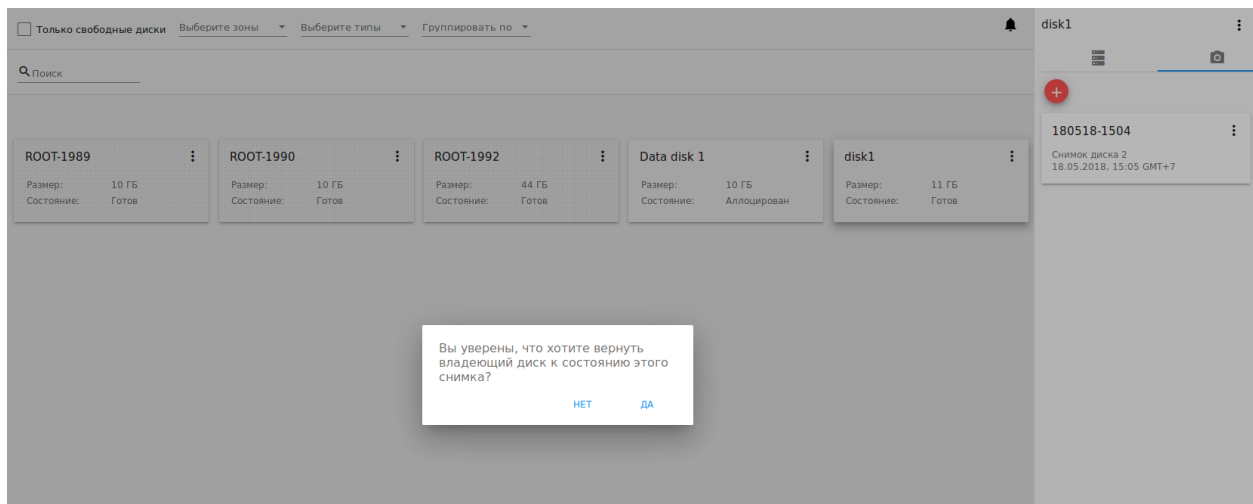 Только свободные диски Выберите зоны Выберите типы Группировать по
disk1
Поиск
180518-1504
Снимок диска 2
18.05.2018, 15:05 GMT+7
ROOT-1989
Размер: 10 ГБ
Состояние: Готов
ROOT-1990
Размер: 10 ГБ
Состояние: Готов
ROOT-1992
Размер: 44 ГБ
Состояние: Готов
Data disk 1
Размер: 10 ГБ
Состояние: Аллоцирован
disk1
Размер: 11 ГБ
Состояние: Готов
Вы уверены, что хотите вернуть
владеющий диск к состоянию этого
снимка?
НЕТ ДА